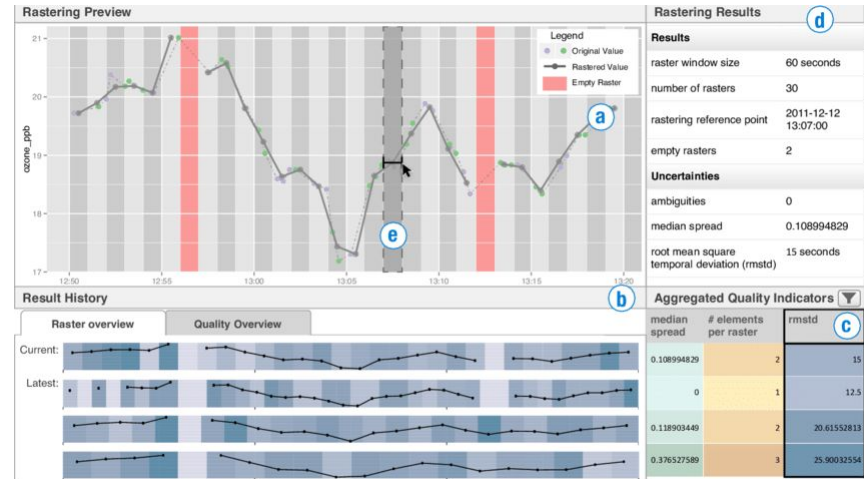 Rastering Preview
21
20
19
18
17
ozone_ppb
12:50
12:55
13:00
13:05
13:10
13:15
13:20
Legend
Original Value
Rastered Value
Empty Raster
a
e
Rastering Results
d
Results
raster window size 60 seconds
number of rasters 30
rastering reference point 2011-12-12 13:07:00
empty rasters 2
Uncertainties
ambiguities 0
median spread 0.108994829
root mean square temporal deviation (rmstd) 15 seconds
Result History
b
Raster overview
Quality Overview
Current:
Latest:
Aggregated Quality Indicators
c
median spread
# elements per raster
rmstd
0.108994829 2 15
0 1 12.5
0.118903449 2 20.61552813
0.376527589 3 25.90032554